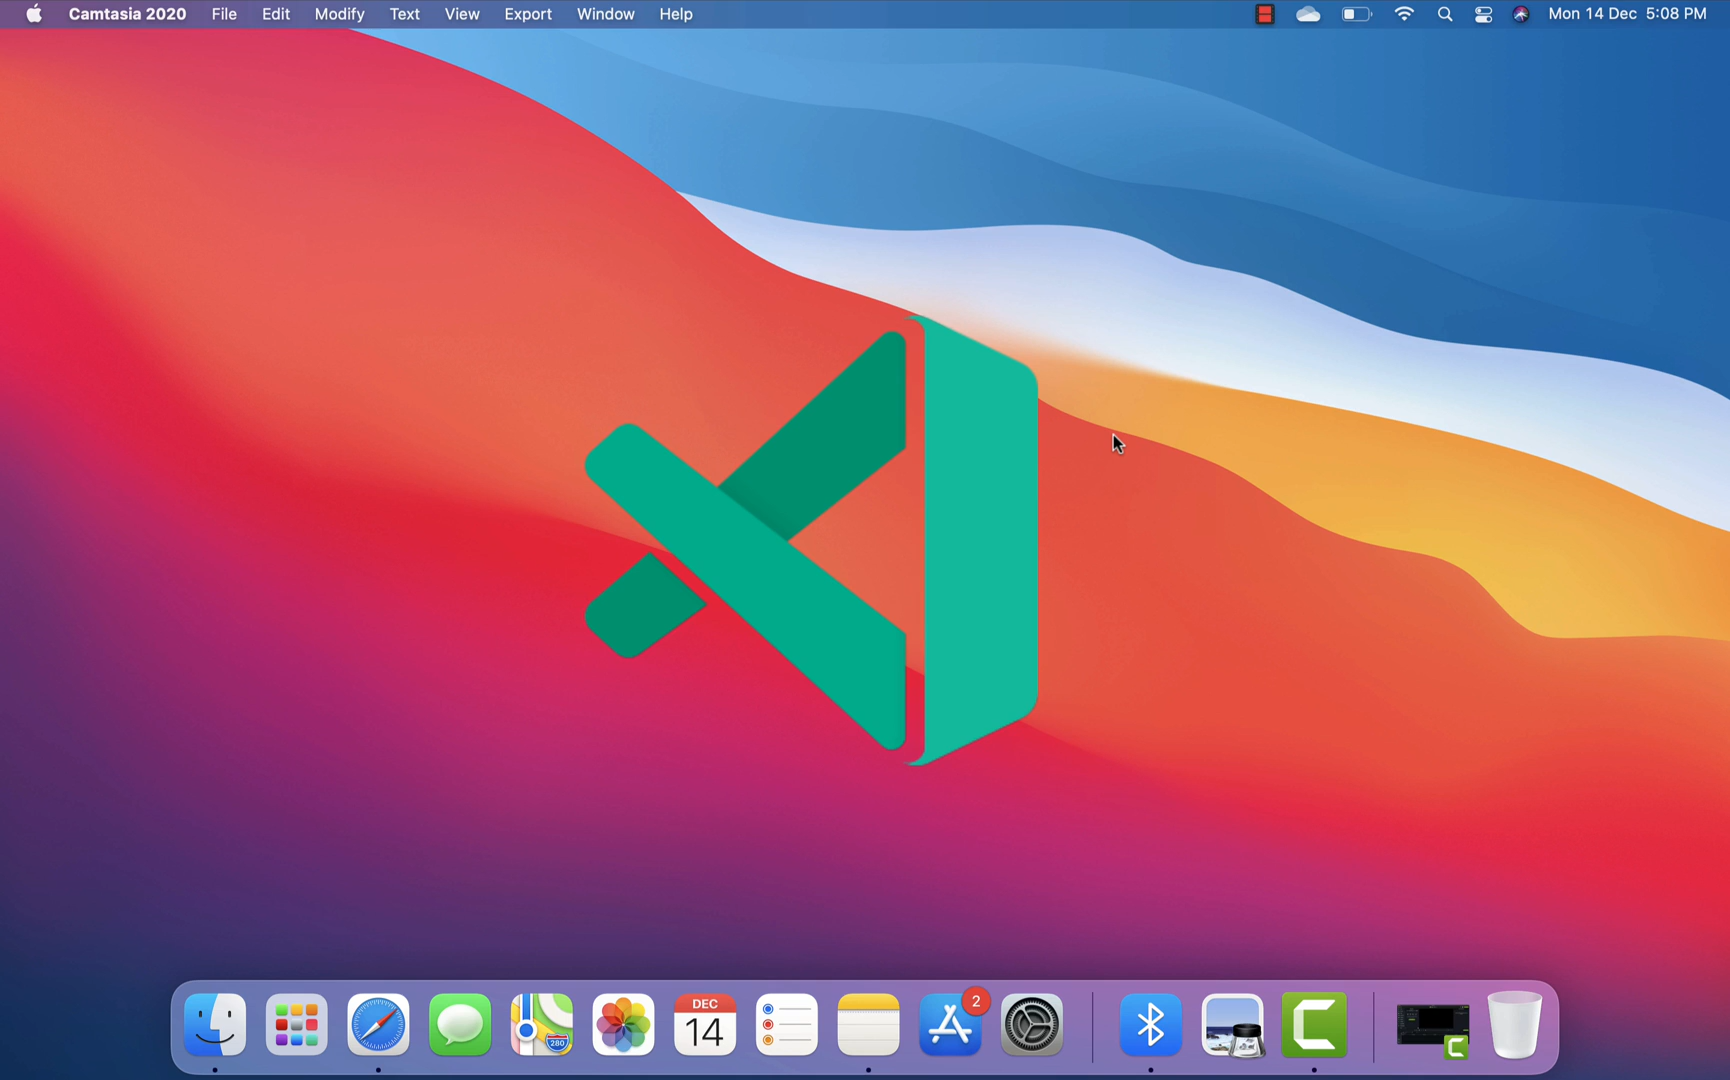 Camtasia 2020 File Edit Modify Text View Export Window Help Mon 14 Dec 5:08 PM
DEC
14
280
2